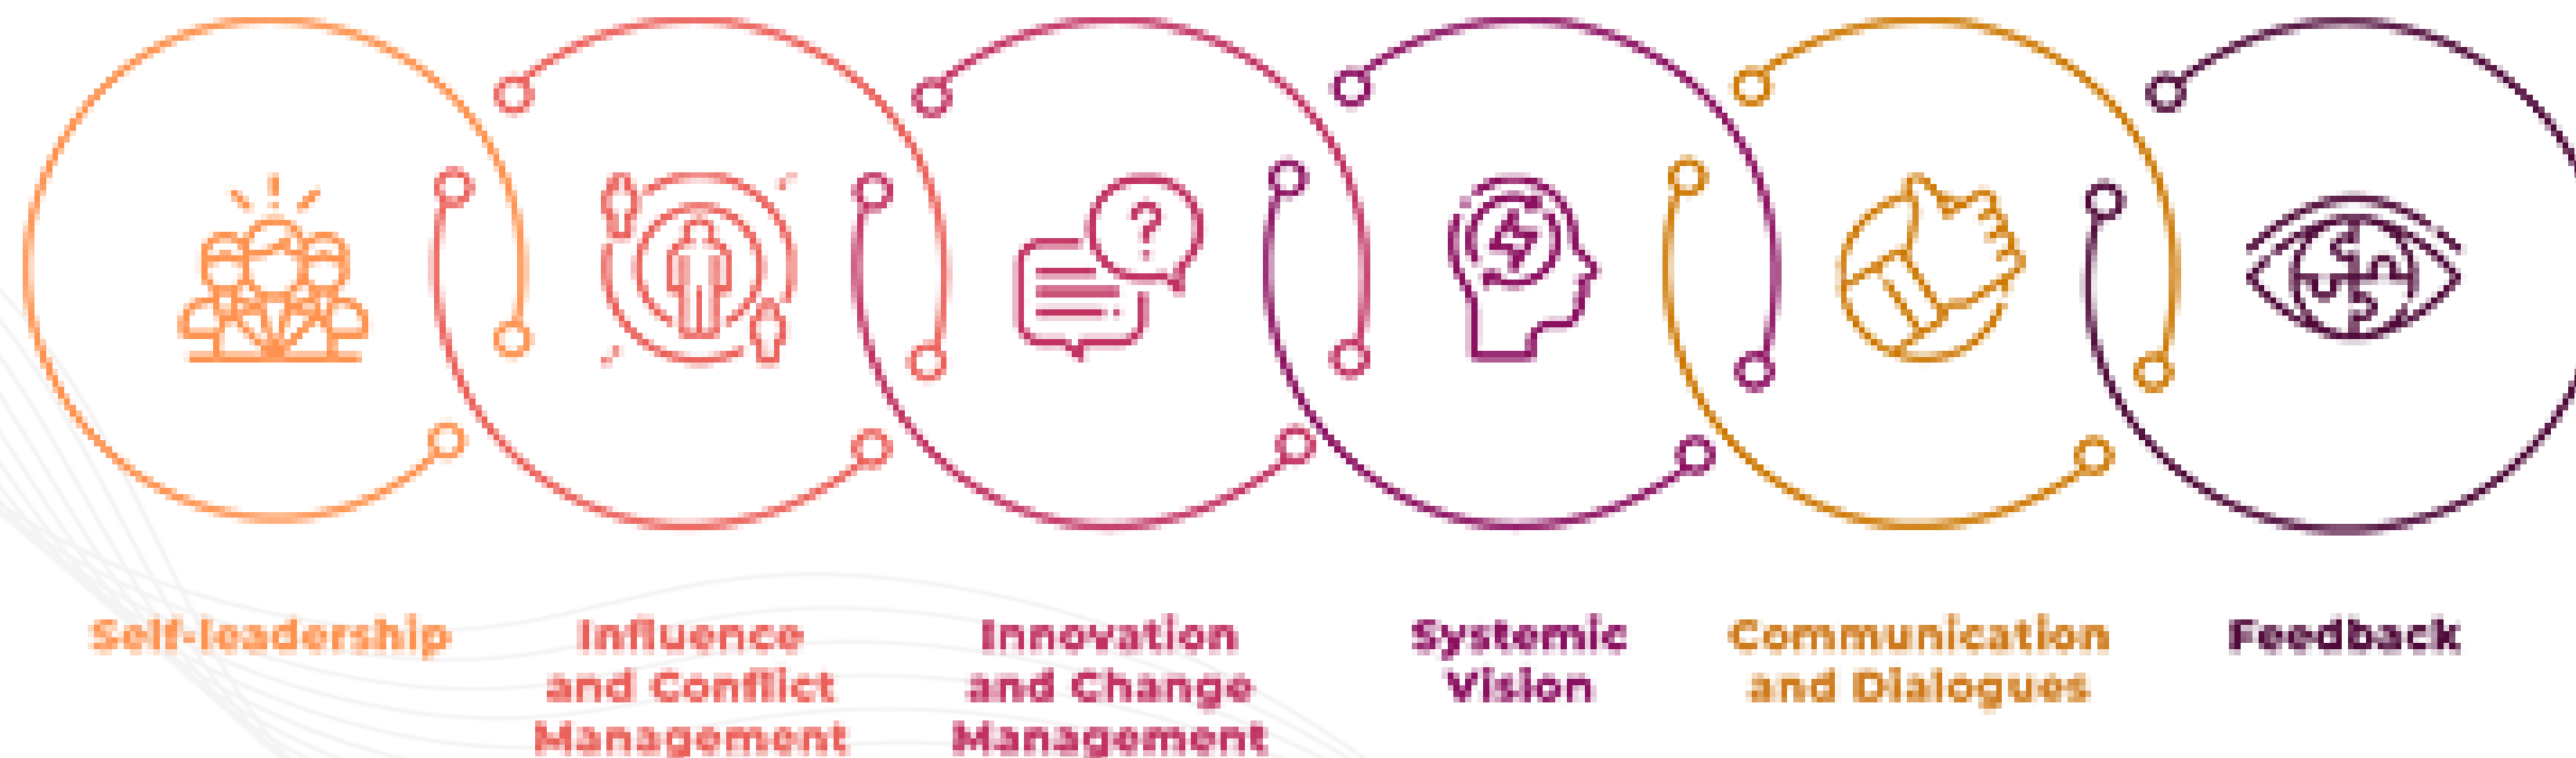 Self-leadership
Influence
and Conflict
Management
Innovation
and Change
Management
Systemic
Vision
Communication
and Dialogues
Feedback
?